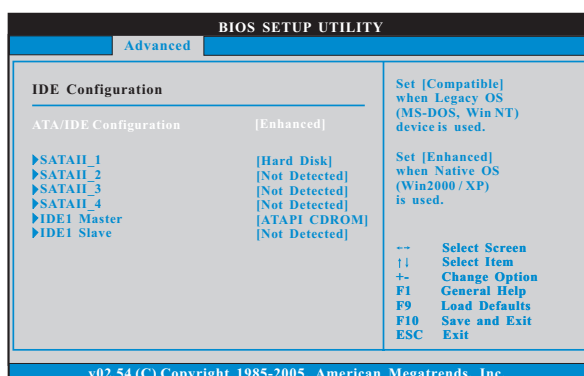 BIOS SETUP UTILITY
Advanced
IDE Configuration
ATA/IDE Configuration [Enhanced]
SATAII_1 [Hard Disk]
SATAII_2 [Not Detected]
SATAII_3 [Not Detected]
SATAII_4 [Not Detected]
IDE1 Master [ATAPI CDROM]
IDE1 Slave [Not Detected]
Set [Compatible]
when Legacy OS
(MS-DOS, Win NT)
device is used.
Set [Enhanced]
when Native OS
(Win2000 / XP)
is used.
←→ Select Screen
↑↓ Select Item
+- Change Option
F1 General Help
F9 Load Defaults
F10 Save and Exit
ESC Exit
v02.54 (C) Copyright 1985-2005, American Megatrends, Inc.